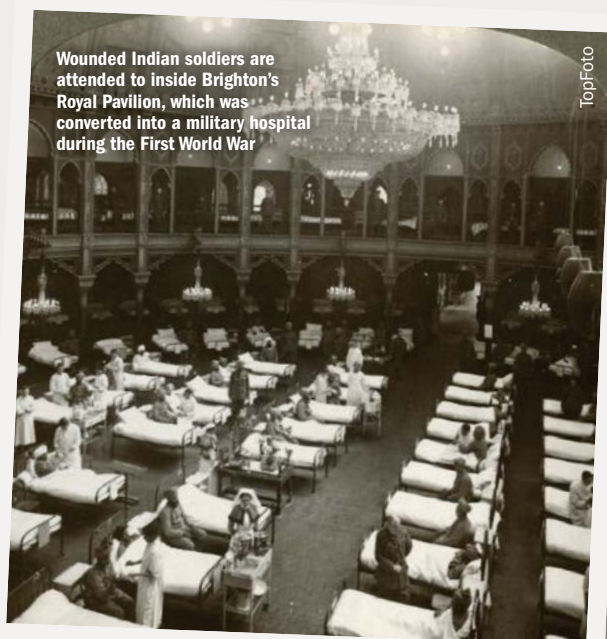 Wounded Indian soldiers are
attended to inside Brighton’s
Royal Pavilion, which was
converted into a military hospital
during the First World War
TopFoto